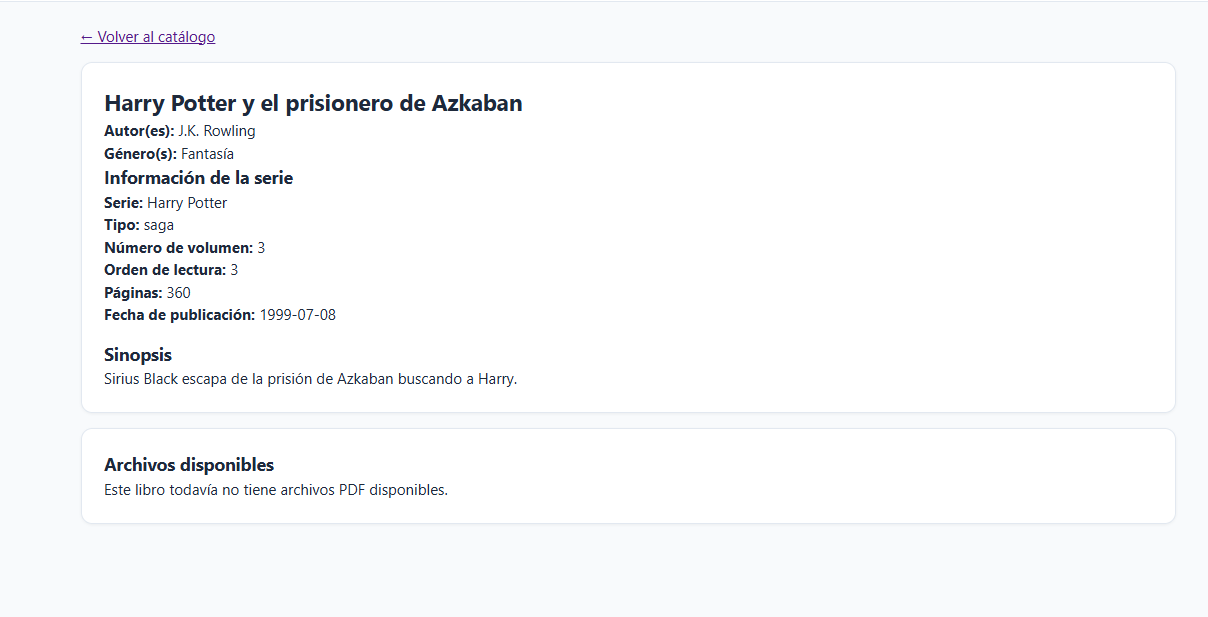 ← Volver al catálogo
Harry Potter y el prisionero de Azkaban
Autor(es): J.K. Rowling
Género(s): Fantasía
Información de la serie
Serie: Harry Potter
Tipo: saga
Número de volumen: 3
Orden de lectura: 3
Páginas: 360
Fecha de publicación: 1999-07-08
Sinopsis
Sirius Black escapa de la prisión de Azkaban buscando a Harry.
Archivos disponibles
Este libro todavía no tiene archivos PDF disponibles.